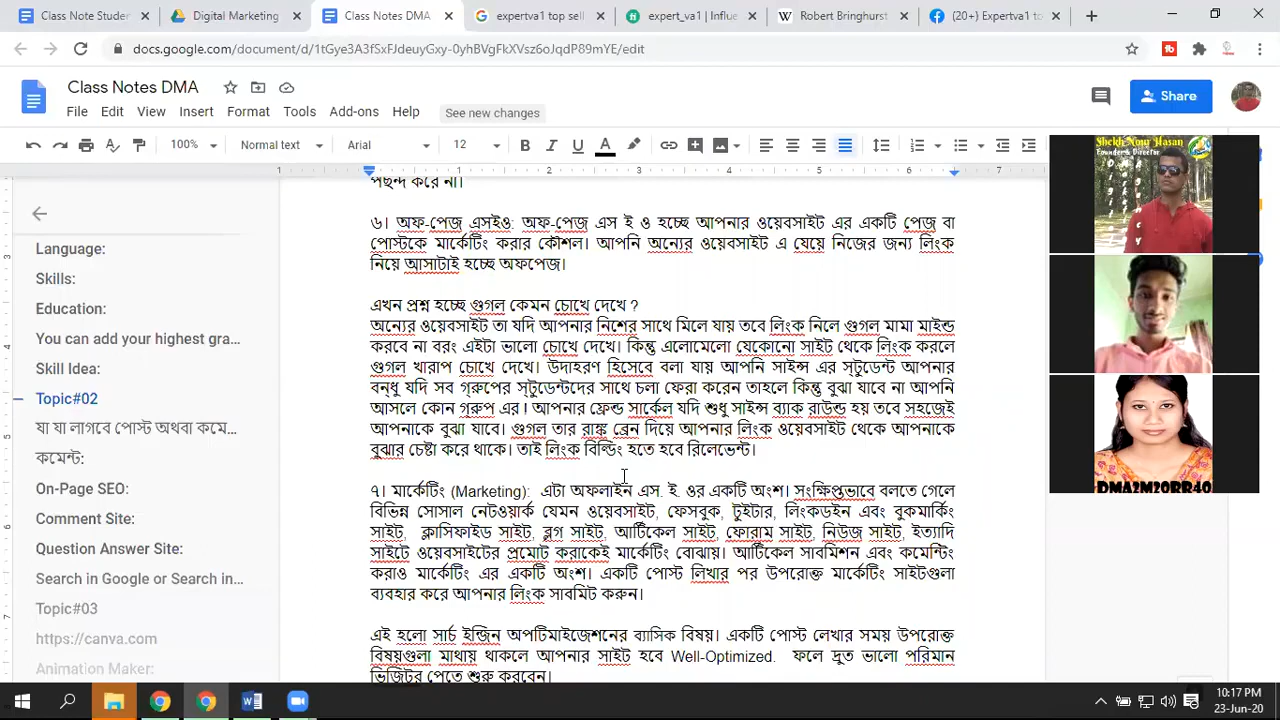 Class Notes Studen
Digital Marketing
Class Notes DMA
expertva1 top sell
expert_va1 | Influe
Robert Bringhurst
(20+) Expertva1 on
docs.google.com/document/d/1tGye3A3fSxFJdeuyGxy-0yhBVgFkXVsz6oJqdP89mYE/edit
Class Notes DMA
File Edit View Insert Format Tools Add-ons Help See new changes
Share
100% Normal text Arial 12
Language:
Skills:
Education:
You can add your highest gra...
Skill Idea:
Topic#02
যা যা লাগবে পোস্ট অথবা কমে...
কমেন্ট:
On-Page SEO:
Comment Site:
Question Answer Site:
Search in Google or Search in...
Topic#03
https://canva.com
Animation Maker:
পছন্দ করে না।
৬। অফ-পেজ এসইও: অফ-পেজ এস ই ও হচ্ছে আপনার ওয়েবসাইট এর একটি পেজ বা
পোস্টকে মার্কেটিং করার কৌশল। আপনি অন্যের ওয়েবসাইট এ যেয়ে নিজের জন্য লিংক
নিয়ে আসাটাই হচ্ছে অফপেজ।
এখন প্রশ্ন হচ্ছে গুগল কেমন চোখে দেখে ?
অন্যের ওয়েবসাইট তা যদি আপনার নিশের সাথে মিলে যায় তবে লিংক নিলে গুগল মামা মাইন্ড
করবে না বরং এইটা ভালো চোখে দেখে। কিন্তু এলোমেলো যেকোনো সাইট থেকে লিংক করলে
গুগল খারাপ চোখে দেখে। উদাহরণ হিসেবে বলা যায় আপনি সাইন্স এর স্টুডেন্ট আপনার
বন্ধু যদি সব গ্রুপের স্টুডেন্টদের সাথে চলা ফেরা করেন তাহলে কিন্তু বুঝা যাবে না আপনি
আসলে কোন গ্রুপ এর। আপনার ফ্রেন্ড সার্কেল যদি শুধু সাইন্স ব্যাক রাউন্ড হয় তবে সহজেই
আপনাকে বুঝা যাবে। গুগল তার রাঙ্ক ব্রেন দিয়ে আপনার লিংক ওয়েবসাইট থেকে আপনাকে
বুঝার চেষ্টা করে থাকে। তাই লিংক বিল্ডিং হতে হবে রিলেভেন্ট।
৭। মার্কেটিং (Marketing): এটা অফলাইন এস. ই. ওর একটি অংশ। সংক্ষিপ্তভাবে বলতে গেলে
বিভিন্ন সোসাল নেটওয়ার্ক যেমন ওয়েবসাইট, ফেসবুক, টুইটার, লিংকডইন এবং বুকমার্কিং
সাইট, ক্লাসিফাইড সাইট, ব্লগ সাইট, আর্টিকেল সাইট, ফোরাম সাইট, নিউজ সাইট, ইত্যাদি
সাইটে ওয়েবসাইটের প্রমোট করাকেই মার্কেটিং বোঝায়। আর্টিকেল সাবমিশন এবং কমেন্টিং
করাও মার্কেটিং এর একটি অংশ। একটি পোস্ট লিখার পর উপরোক্ত মার্কেটিং সাইটগুলা
ব্যবহার করে আপনার লিংক সাবমিট করুন।
এই হলো সার্চ ইন্জিন অপটিমাইজেশনের ব্যাসিক বিষয়। একটি পোস্ট লেখার সময় উপরোক্ত
বিষয়গুলা মাথায় থাকলে আপনার সাইট হবে Well-Optimized. ফলে দ্রুত ভালো পরিমান
ভিজিটর পেতে শুরু করবেন।
Founder & Director
DMA2M20RR40
10:17 PM
23-Jun-20